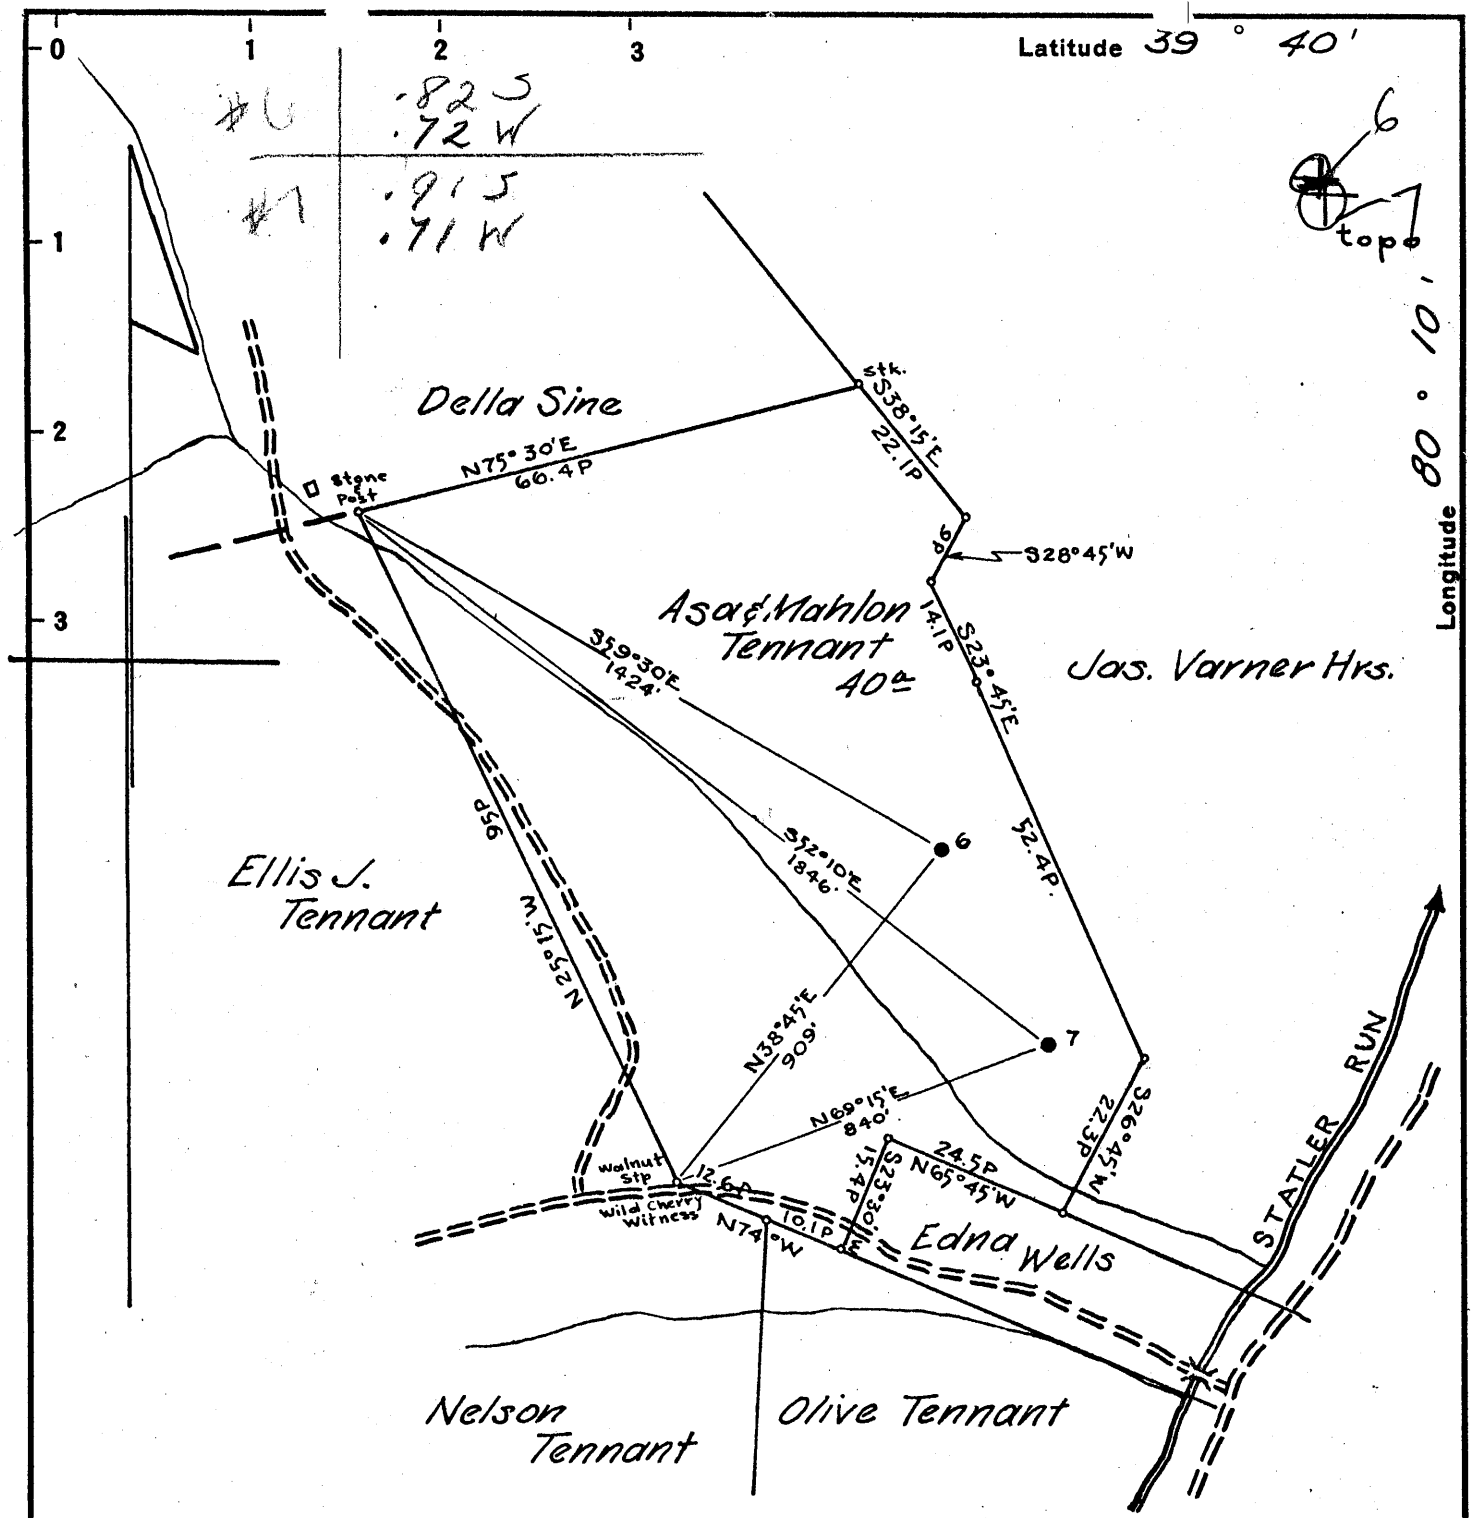 0 1 2 3
Latitude 39 ° 40'
#6 .82 S
.72 W
#7 .91 S
.71 W
6
7
topo
1
2
3
Longitude 80 ° 10'
Della Sine
stk.
S38°15'E
22.1P
N75°30'E
66.4P
Stone
&
Post
9P
S28°45'W
Asa & Mahlon
Tennant
40a
14.1P
S23°45'E
Jas. Varner Hrs.
S59°30'E
1424'
95P
N25°15'W
52.4P.
S52°10'E
1846'
6
Ellis J.
Tennant
N38°45'E
909'
7
N69°15'E
840'
S26°45'W
22.3P
STATLER RUN
24.5P
N65°45'W
15.4P
S23°30'W
Walnut
Stp
12.6P
Wild Cherry
Witness
N74°W
10.1P
Edna Wells
Nelson
Tennant
Olive Tennant